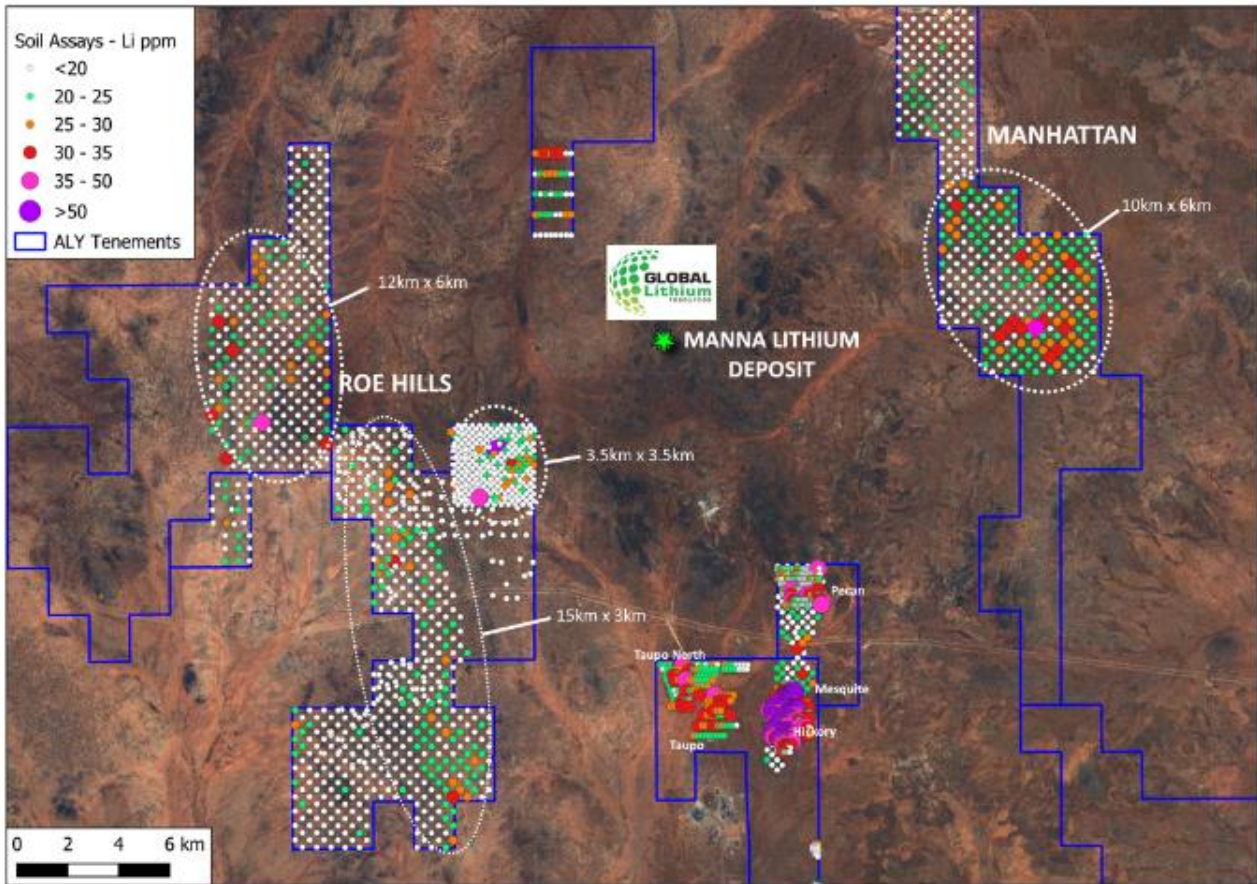 Soil Assays - Li ppm
<20
20 - 25
25 - 30
30 - 35
35 - 50
>50
ALY Tenements
MANHATTAN
10km x 6km
12km x 6km
GLOBAL
Lithium
RESOURCES
MANNA LITHIUM
DEPOSIT
ROE HILLS
3.5km x 3.5km
Pecan
15km x 3km
Taupo North
Mesquite
Hickory
Taupo
0 2 4 6 km